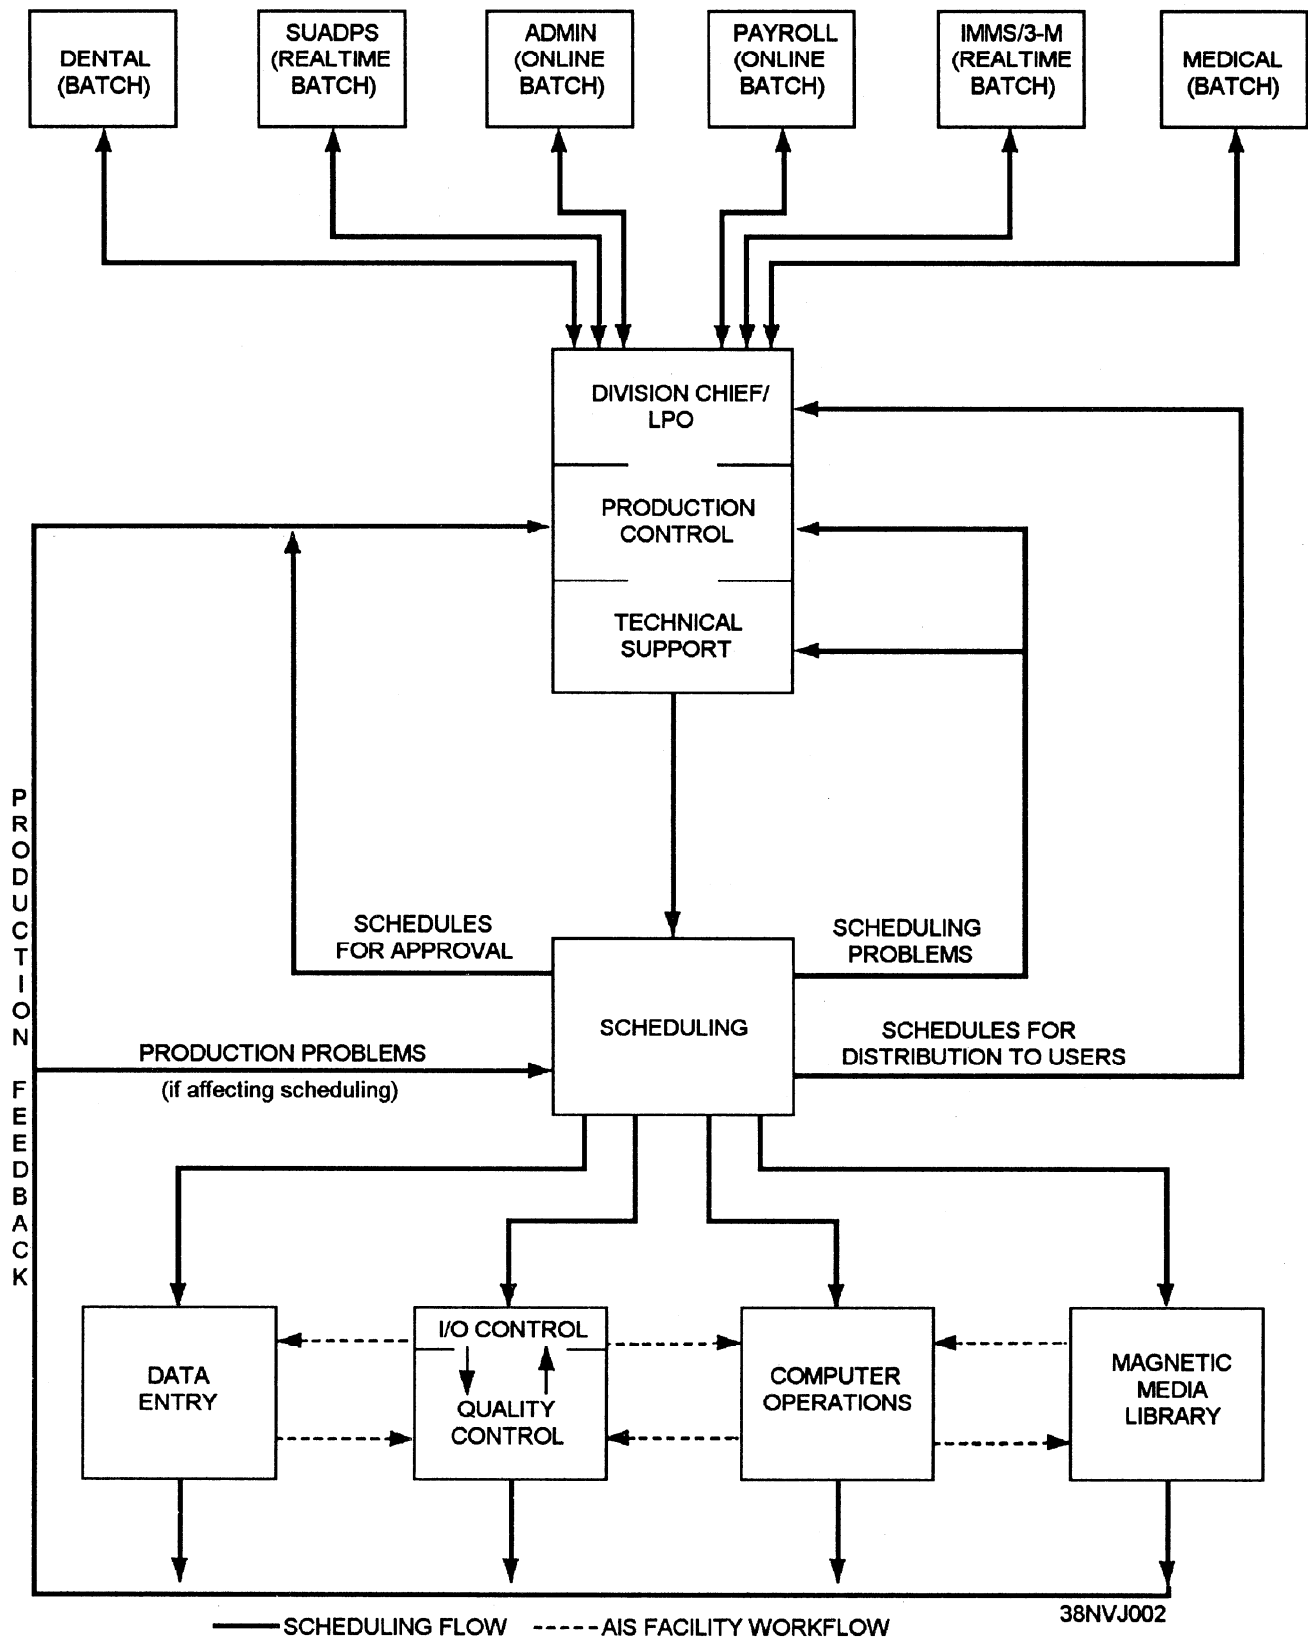 DENTAL
(BATCH)
SUADPS
(REALTIME
BATCH)
ADMIN
(ONLINE
BATCH)
PAYROLL
(ONLINE
BATCH)
IMMS/3-M
(REALTIME
BATCH)
MEDICAL
(BATCH)
DIVISION CHIEF/
LPO
PRODUCTION
CONTROL
TECHNICAL
SUPPORT
SCHEDULES
FOR APPROVAL
SCHEDULING
PROBLEMS
SCHEDULING
SCHEDULES FOR
DISTRIBUTION TO USERS
PRODUCTION PROBLEMS
(if affecting scheduling)
PRODUCTION FEEDBACK
DATA
ENTRY
I/O CONTROL
QUALITY
CONTROL
COMPUTER
OPERATIONS
MAGNETIC
MEDIA
LIBRARY
38NVJ002
SCHEDULING FLOW
AIS FACILITY WORKFLOW